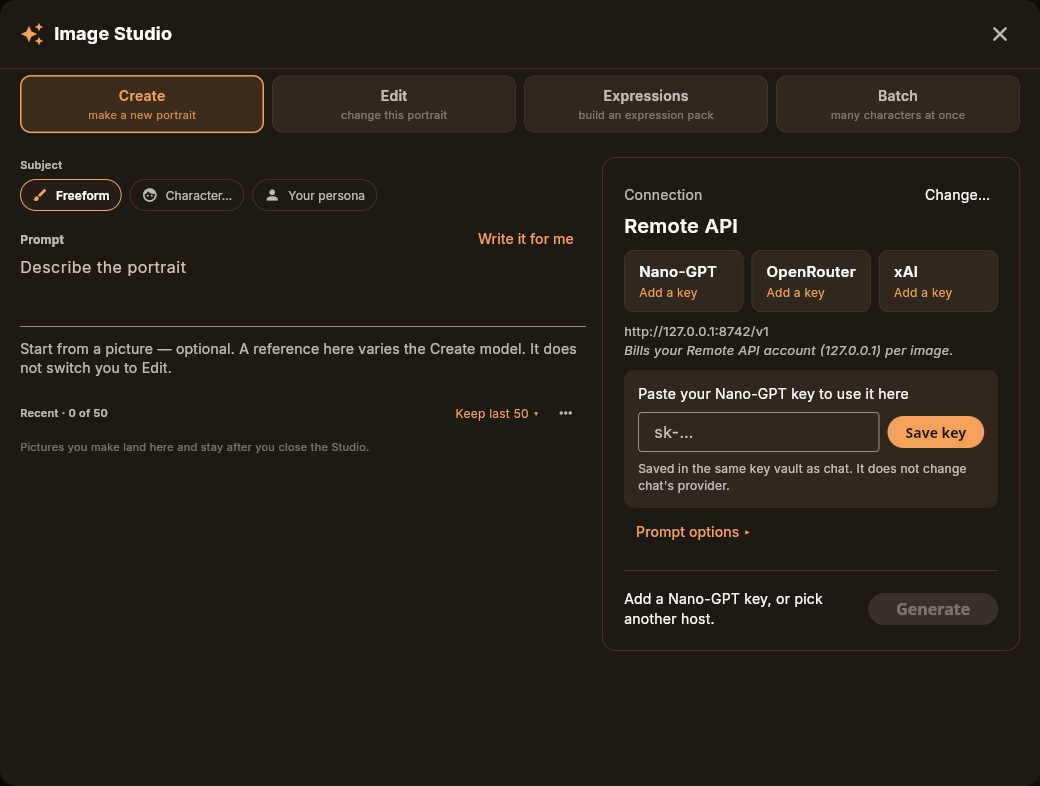 Image Studio
Create
make a new portrait
Edit
change this portrait
Expressions
build an expression pack
Batch
many characters at once
Subject
Freeform
Character...
Your persona
Prompt
Write it for me
Describe the portrait
Start from a picture — optional. A reference here varies the Create model. It does
not switch you to Edit.
Recent · 0 of 50
Keep last 50 ▾
•••
Pictures you make land here and stay after you close the Studio.
Connection
Change...
Remote API
Nano-GPT
Add a key
OpenRouter
Add a key
xAI
Add a key
http://127.0.0.1:8742/v1
Bills your Remote API account (127.0.0.1) per image.
Paste your Nano-GPT key to use it here
sk-...
Save key
Saved in the same key vault as chat. It does not change
chat's provider.
Prompt options ▸
Add a Nano-GPT key, or pick
another host.
Generate